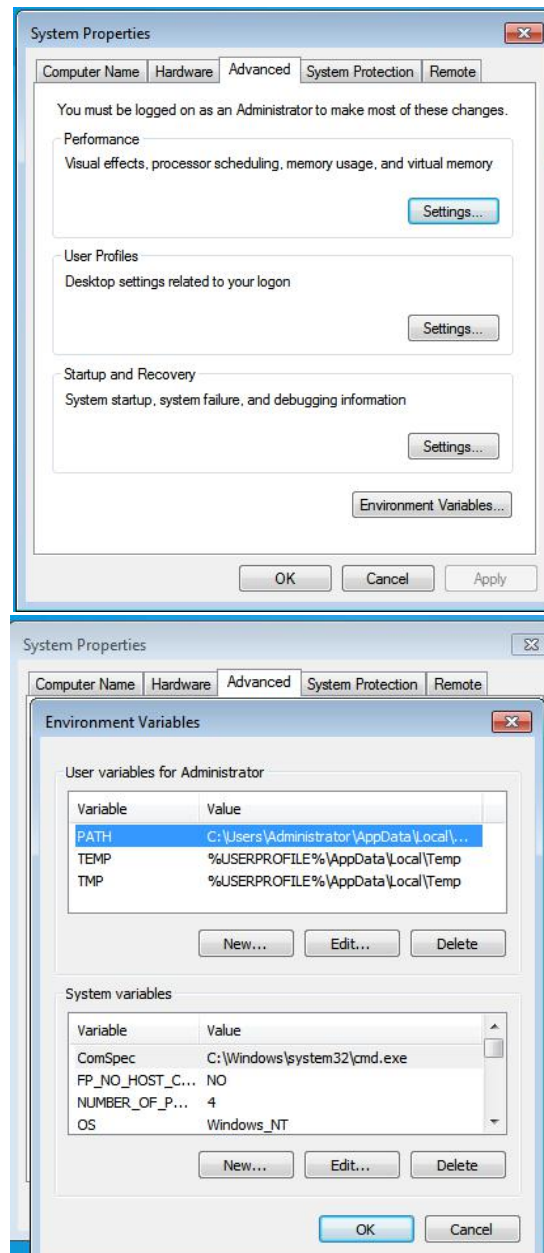 System Properties
Computer Name Hardware Advanced System Protection Remote
You must be logged on as an Administrator to make most of these changes.
Performance
Visual effects, processor scheduling, memory usage, and virtual memory
Settings...
User Profiles
Desktop settings related to your logon
Settings...
Startup and Recovery
System startup, system failure, and debugging information
Settings...
Environment Variables...
OK Cancel Apply
System Properties
Computer Name Hardware Advanced System Protection Remote
Environment Variables
User variables for Administrator
Variable Value
PATH C:\Users\Administrator\AppData\Local\...
TEMP %USERPROFILE%\AppData\Local\Temp
TMP %USERPROFILE%\AppData\Local\Temp
New... Edit... Delete
System variables
Variable Value
ComSpec C:\Windows\system32\cmd.exe
FP_NO_HOST_C... NO
NUMBER_OF_P... 4
OS Windows_NT
New... Edit... Delete
OK Cancel